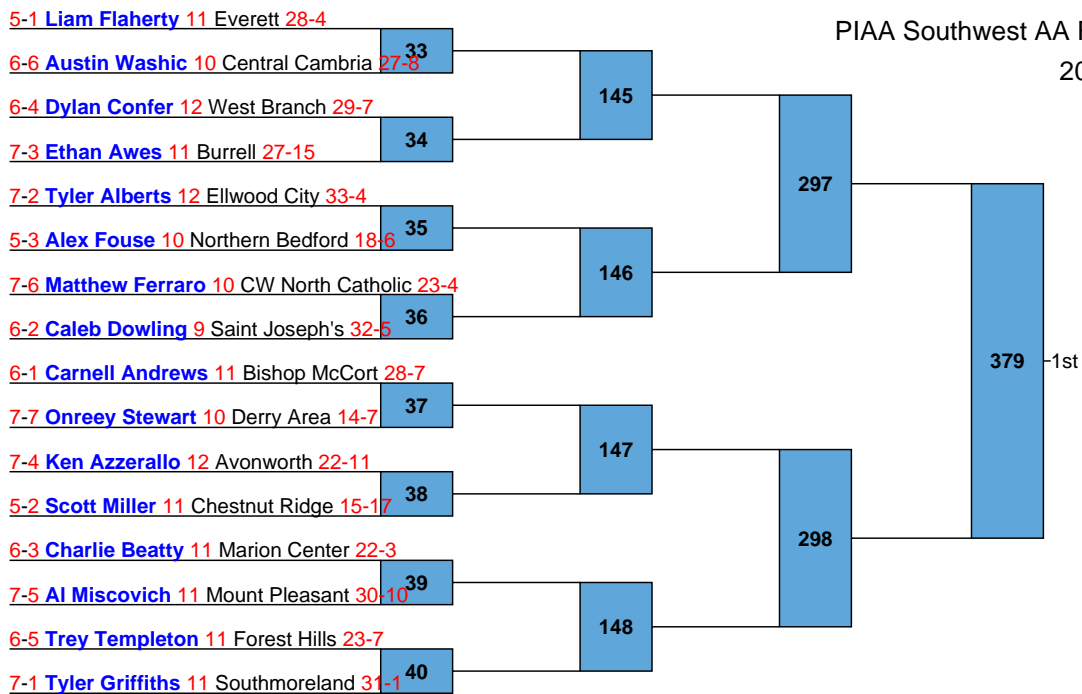 5-1 Liam Flaherty 11 Everett 28-4
PIAA Southwest AA
33
6-6 Austin Washic 10 Central Cambria 27-8
20
145
6-4 Dylan Confer 12 West Branch 29-7
34
7-3 Ethan Awes 11 Burrell 27-15
297
7-2 Tyler Alberts 12 Ellwood City 33-4
35
5-3 Alex Fouse 10 Northern Bedford 18-6
146
7-6 Matthew Ferraro 10 CW North Catholic 23-4
36
6-2 Caleb Dowling 9 Saint Joseph's 32-5
379
1st
6-1 Carnell Andrews 11 Bishop McCort 28-7
37
7-7 Onreey Stewart 10 Derry Area 14-7
147
7-4 Ken Azzerallo 12 Avonworth 22-11
38
5-2 Scott Miller 11 Chestnut Ridge 15-17
298
6-3 Charlie Beatty 11 Marion Center 22-3
39
7-5 Al Miscovich 11 Mount Pleasant 30-10
148
6-5 Trey Templeton 11 Forest Hills 23-7
40
7-1 Tyler Griffiths 11 Southmoreland 31-1